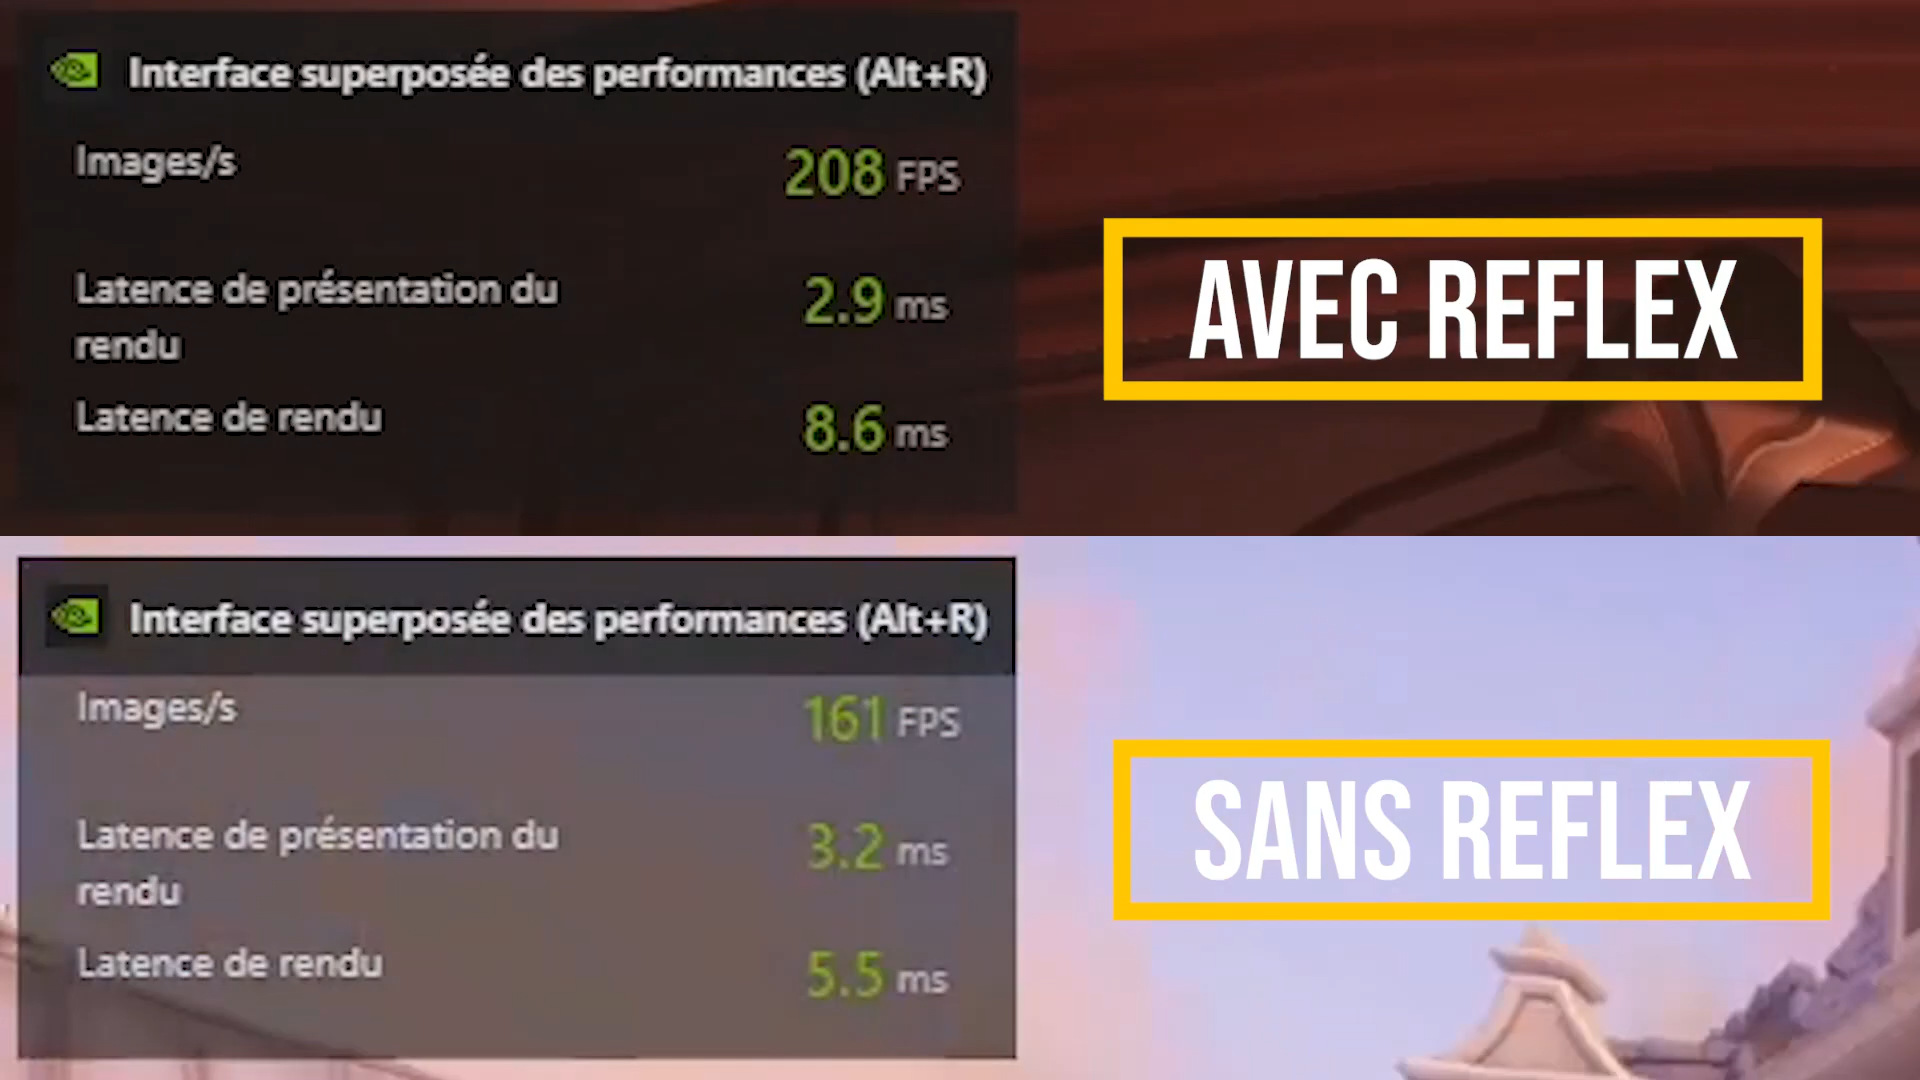 Interface superposée des performances (Alt+R)
Images/s 208 FPS
Latence de présentation du rendu 2.9 ms
Latence de rendu 8.6 ms
AVEC REFLEX
Interface superposée des performances (Alt+R)
Images/s 161 FPS
Latence de présentation du rendu 3.2 ms
Latence de rendu 5.5 ms
SANS REFLEX